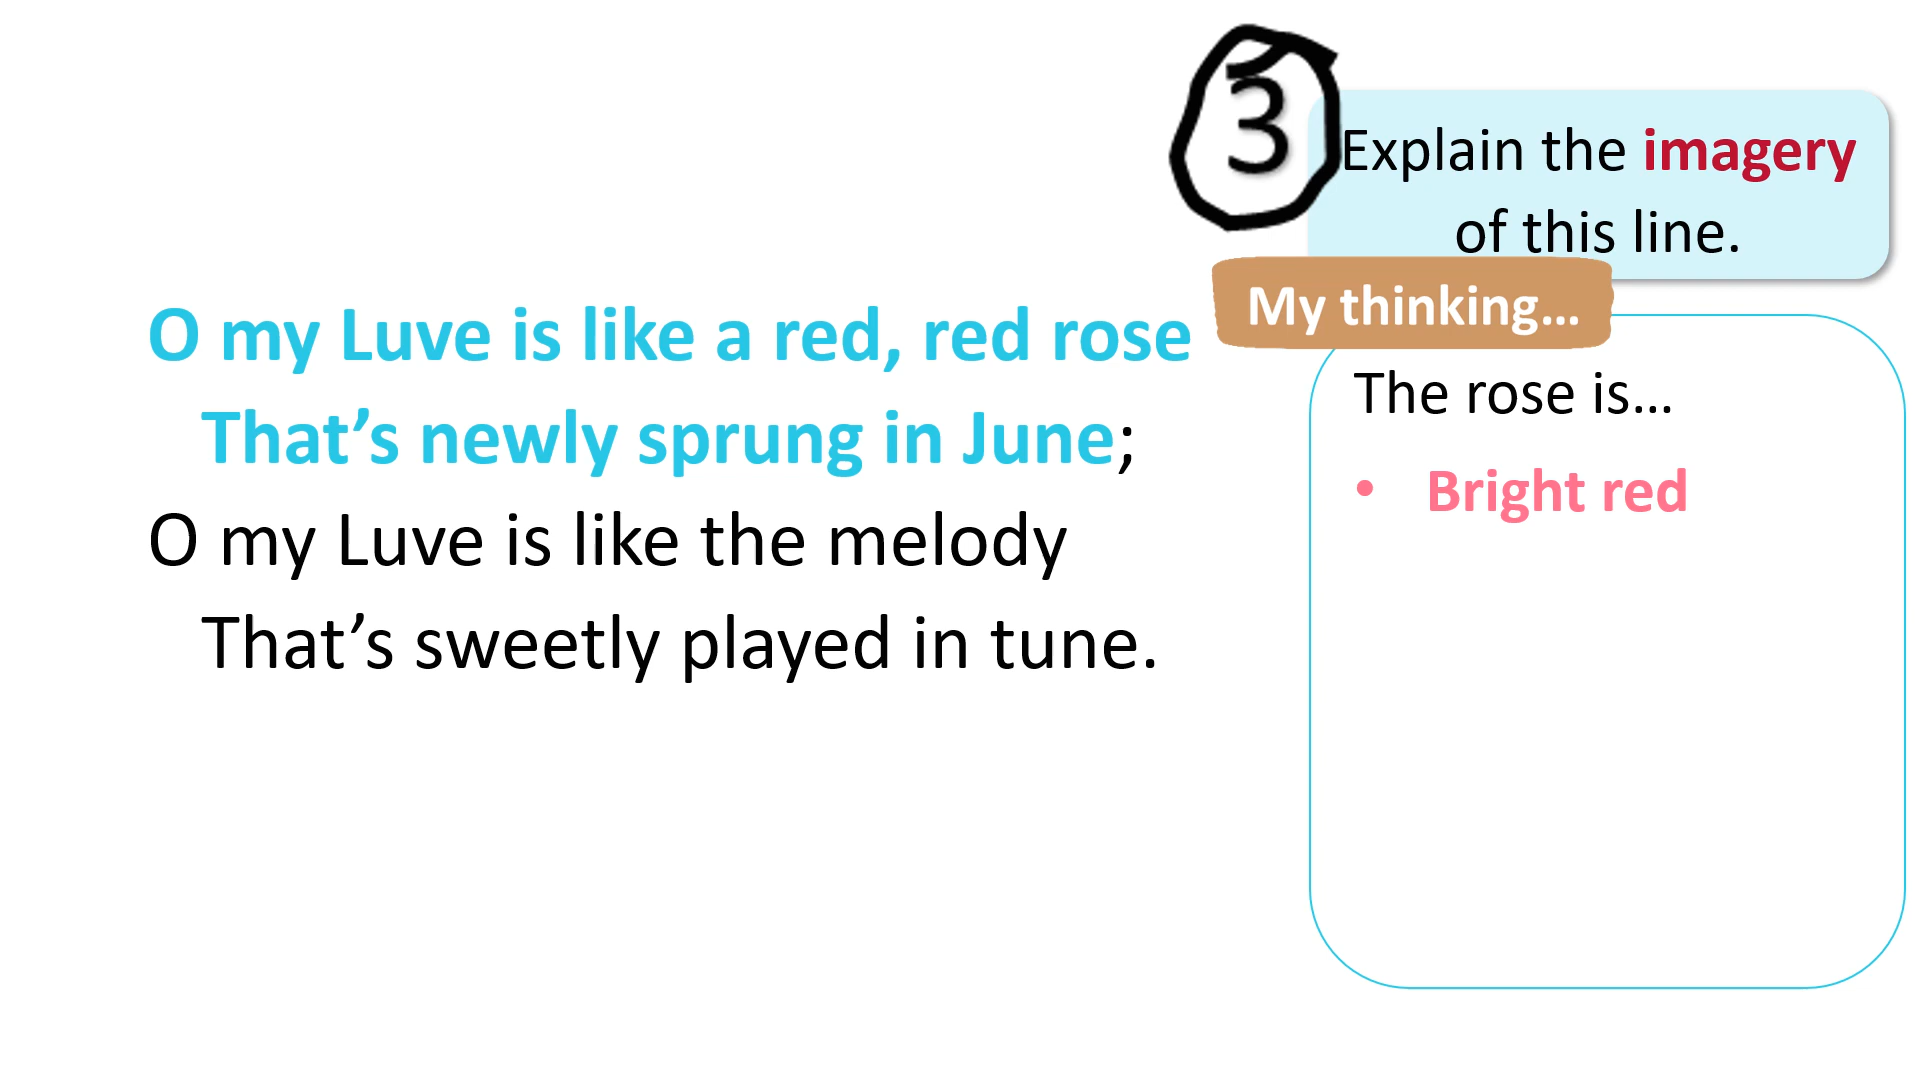 3
Explain the imagery
of this line.
My thinking…
O my Luve is like a red, red rose
That’s newly sprung in June;
O my Luve is like the melody
That’s sweetly played in tune.
The rose is…
• Bright red